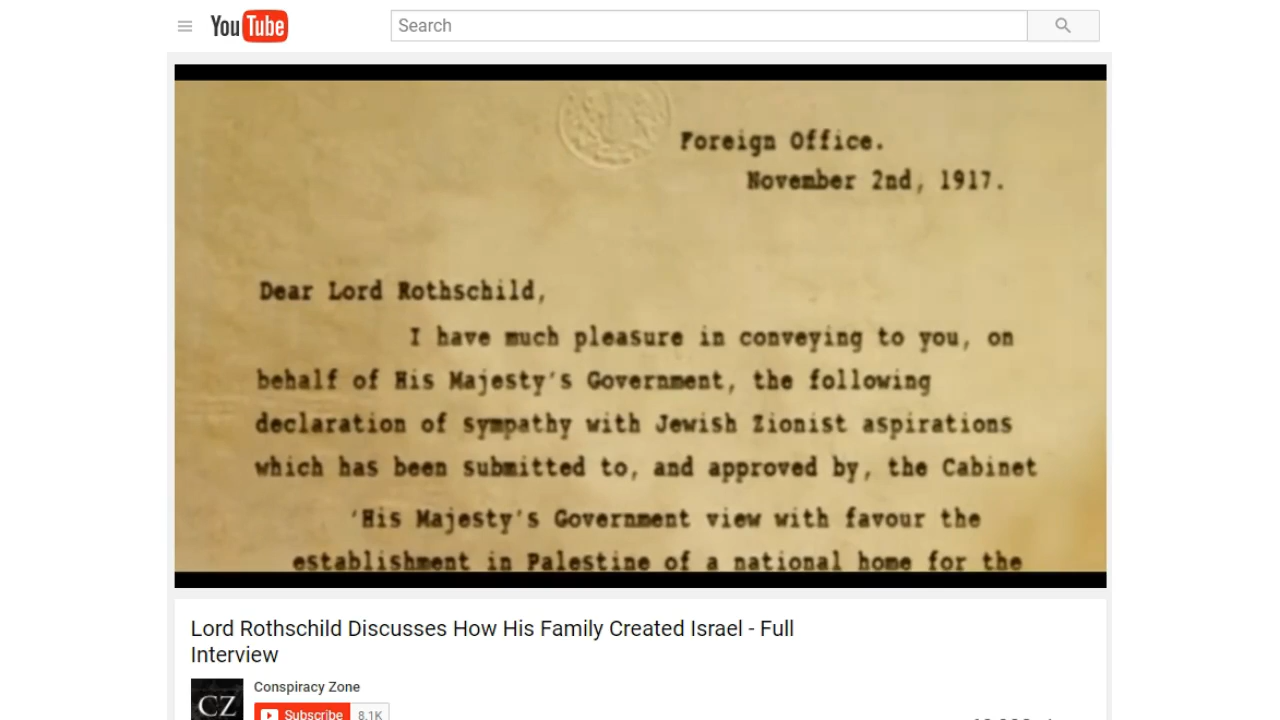 YouTube
Search
Foreign Office.
November 2nd, 1917.
Dear Lord Rothschild,
I have much pleasure in conveying to you, on
behalf of His Majesty's Government, the following
declaration of sympathy with Jewish Zionist aspirations
which has been submitted to, and approved by, the Cabinet
'His Majesty's Government view with favour the
establishment in Palestine of a national home for the
Lord Rothschild Discusses How His Family Created Israel - Full
Interview
CZ
Conspiracy Zone
Subscribe 8.1K